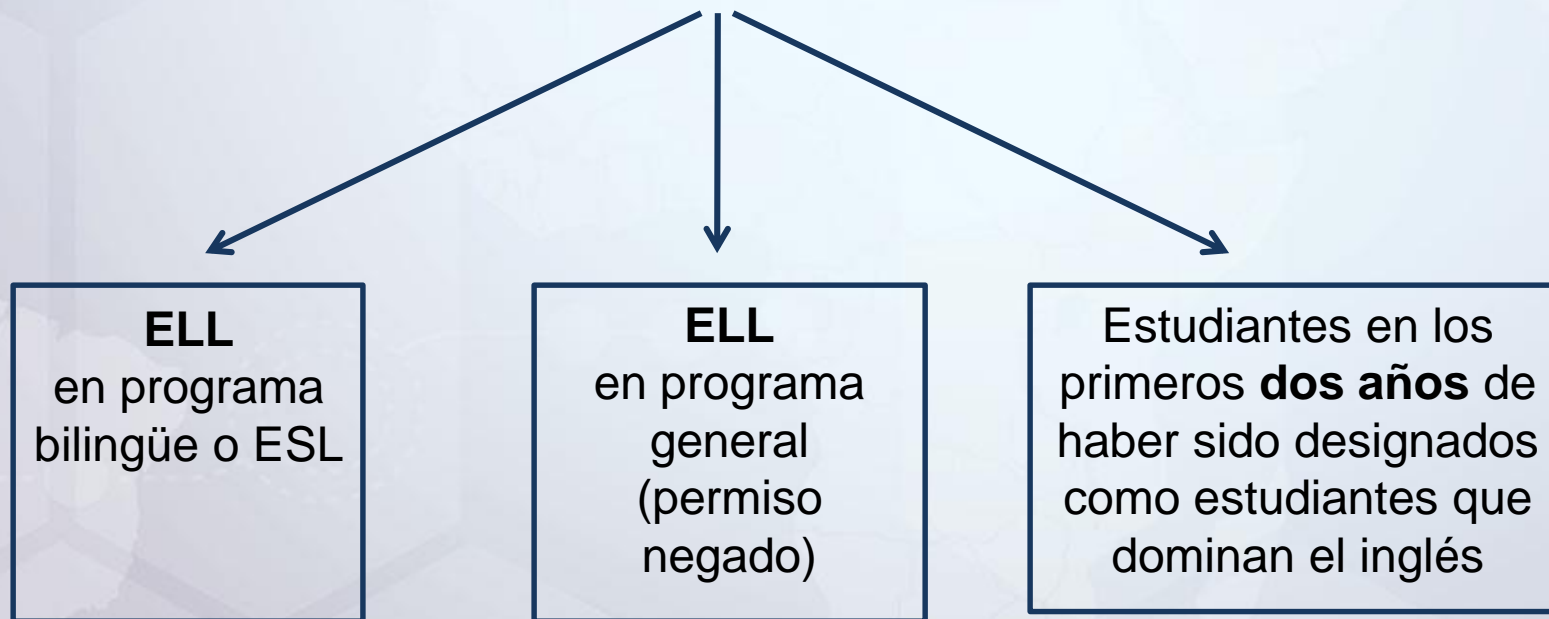 ELL
en programa
bilingüe o ESL
ELL
en programa
general
(permiso
negado)
Estudiantes en los
primeros dos años de
haber sido designados
como estudiantes que
dominan el inglés